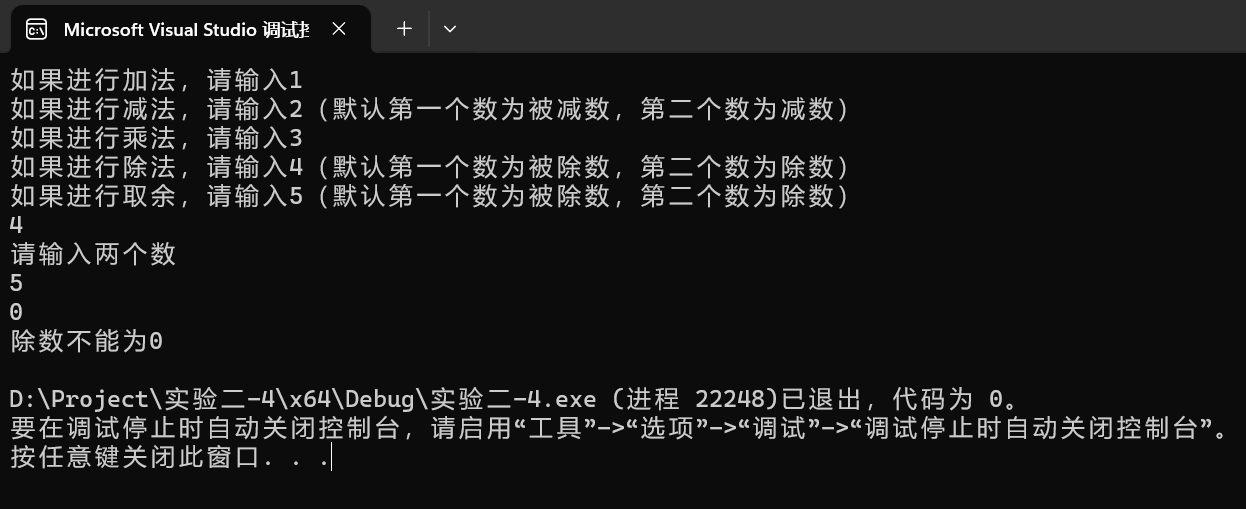 Microsoft Visual Studio 调试
如果进行加法，请输入1
如果进行减法，请输入2（默认第一个数为被减数，第二个数为减数）
如果进行乘法，请输入3
如果进行除法，请输入4（默认第一个数为被除数，第二个数为除数）
如果进行取余，请输入5（默认第一个数为被除数，第二个数为除数）
4
请输入两个数
5
0
除数不能为0
D:\Project\实验二-4\x64\Debug\实验二-4.exe (进程 22248)已退出，代码为 0。
要在调试停止时自动关闭控制台，请启用“工具”->“选项”->“调试”->“调试停止时自动关闭控制台”。
按任意键关闭此窗口. . .